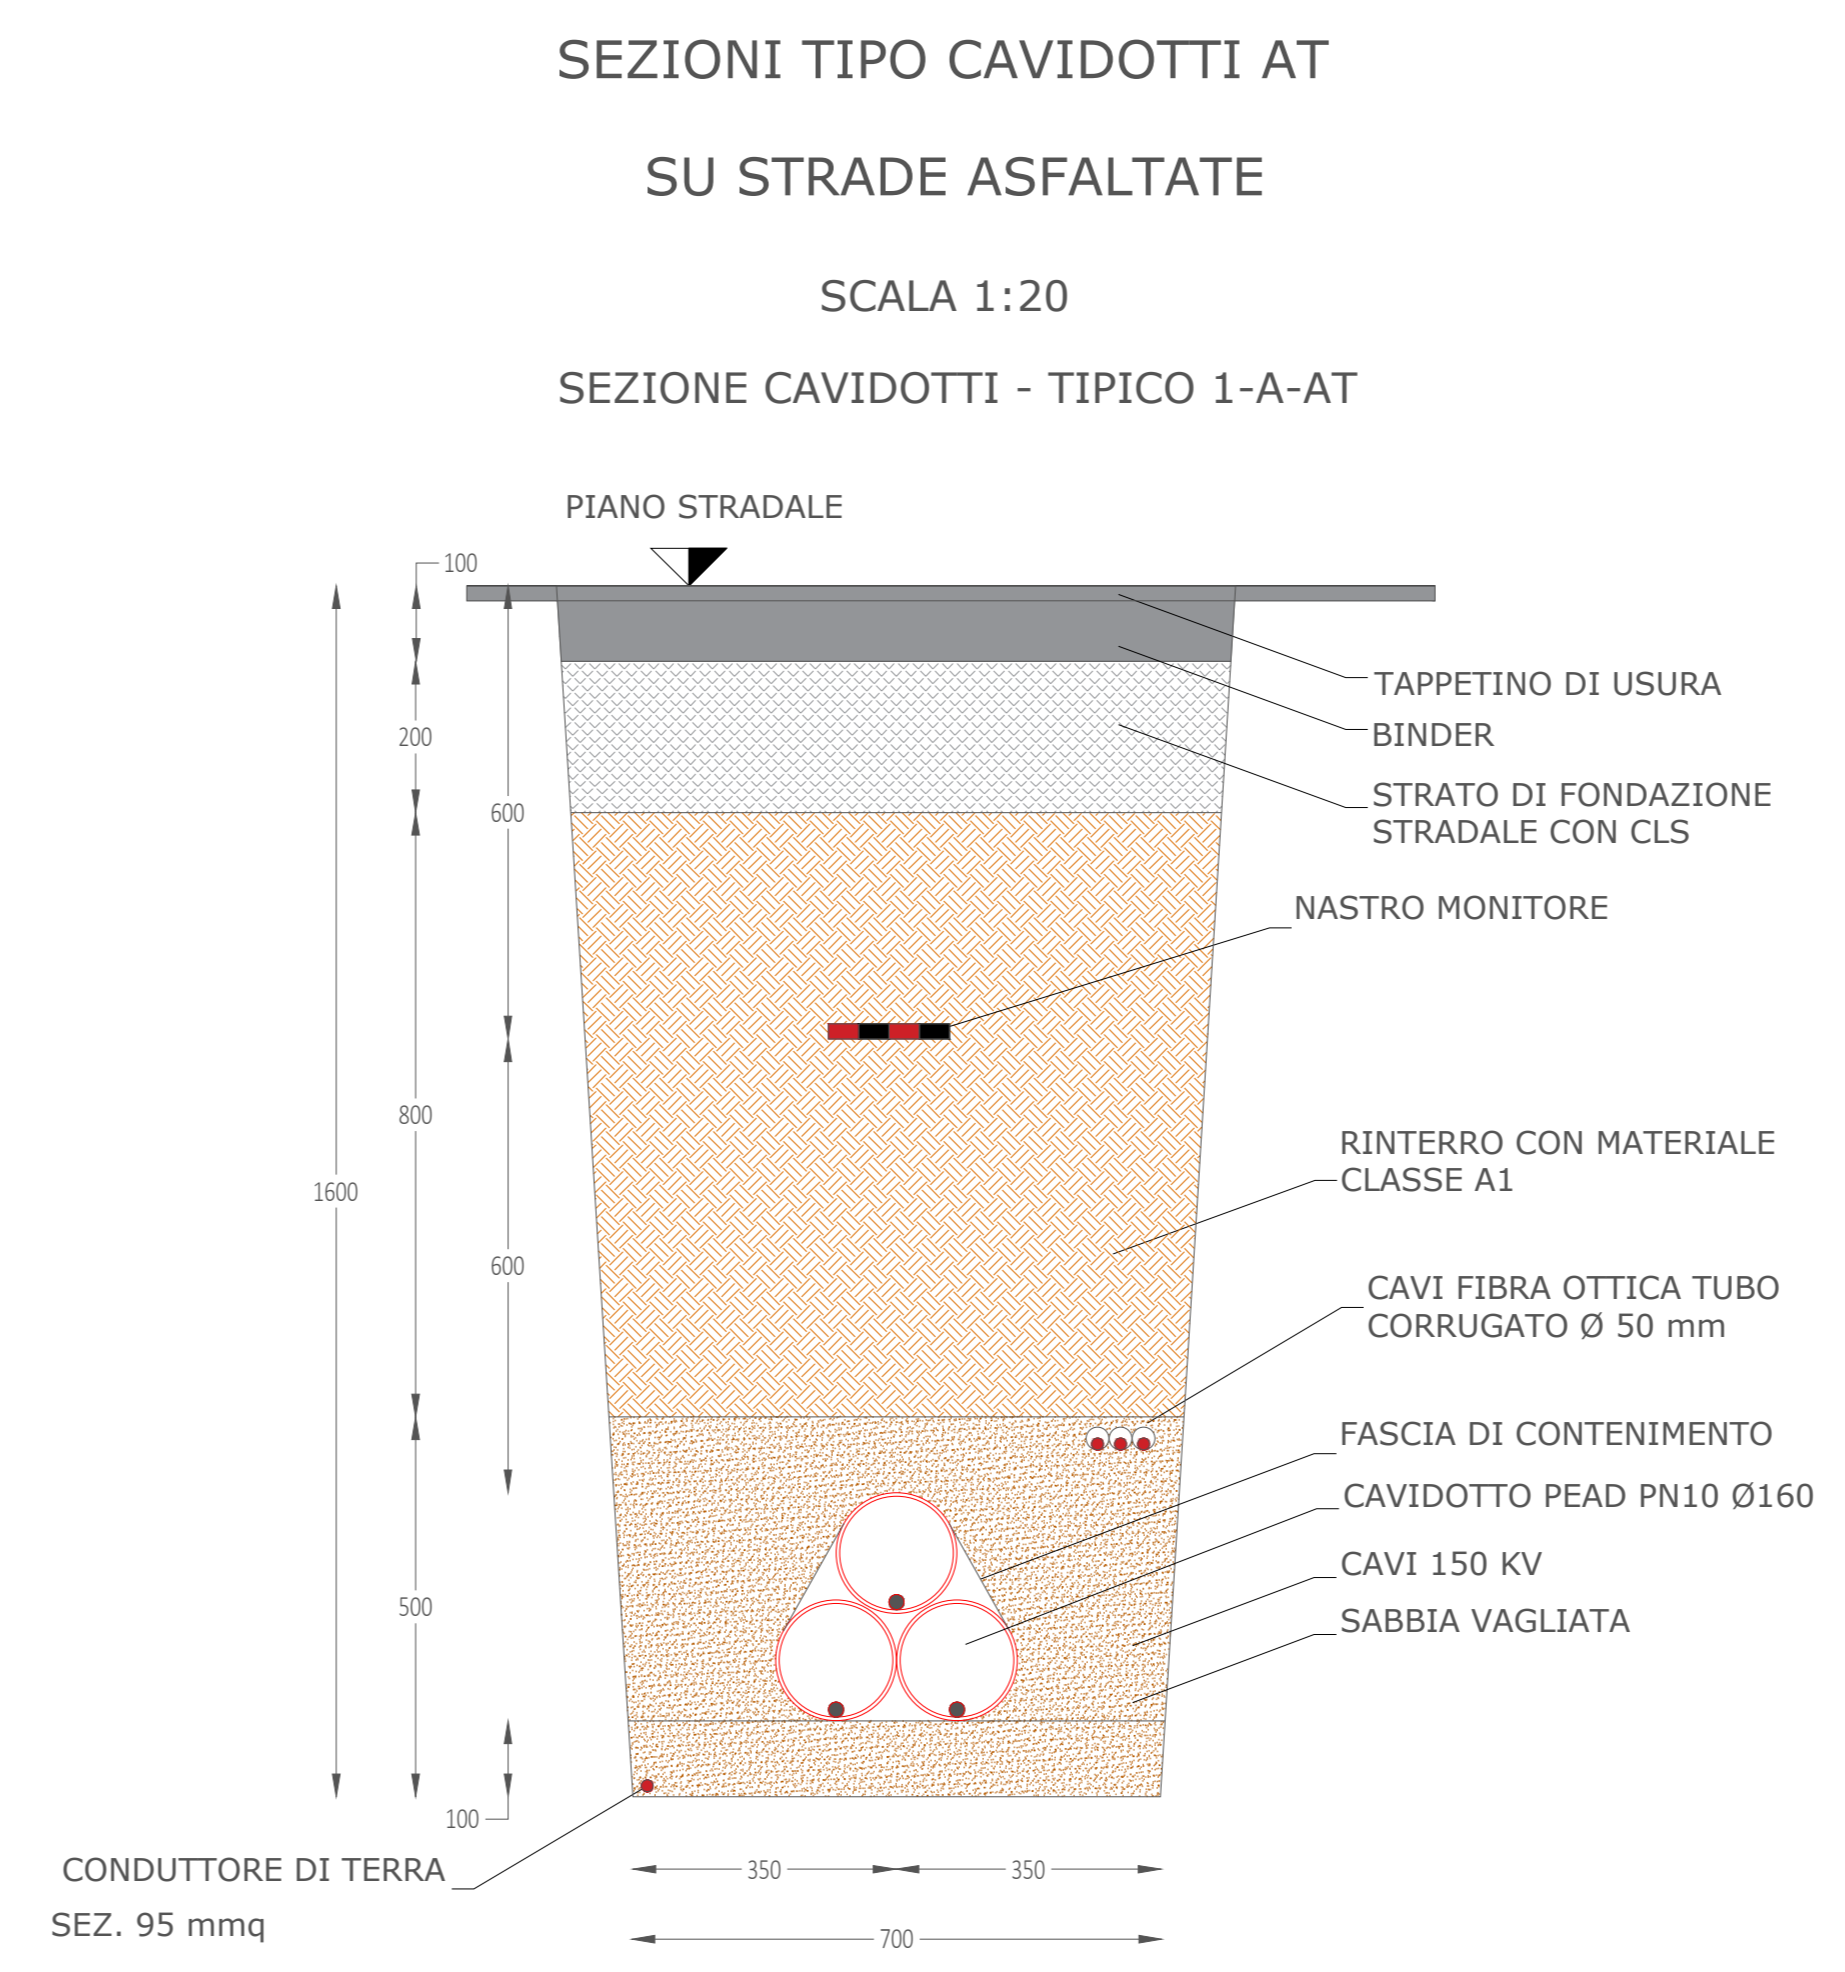 SEZIONI TIPO CAVIDOTTI AT
SU STRADE ASFALTATE
SCALA 1:20
SEZIONE CAVIDOTTI - TIPICO 1-A-AT
PIANO STRADALE
100
TAPPETINO DI USURA
200
BINDER
STRATO DI FONDAZIONE
STRADALE CON CLS
600
NASTRO MONITORE
800
RINTERRO CON MATERIALE
CLASSE A1
1600
600
CAVI FIBRA OTTICA TUBO
CORRUGATO Ø 50 mm
FASCIA DI CONTENIMENTO
CAVIDOTTO PEAD PN10 Ø160
CAVI 150 KV
500
SABBIA VAGLIATA
100
CONDUTTORE DI TERRA
SEZ. 95 mmq
350
350
700